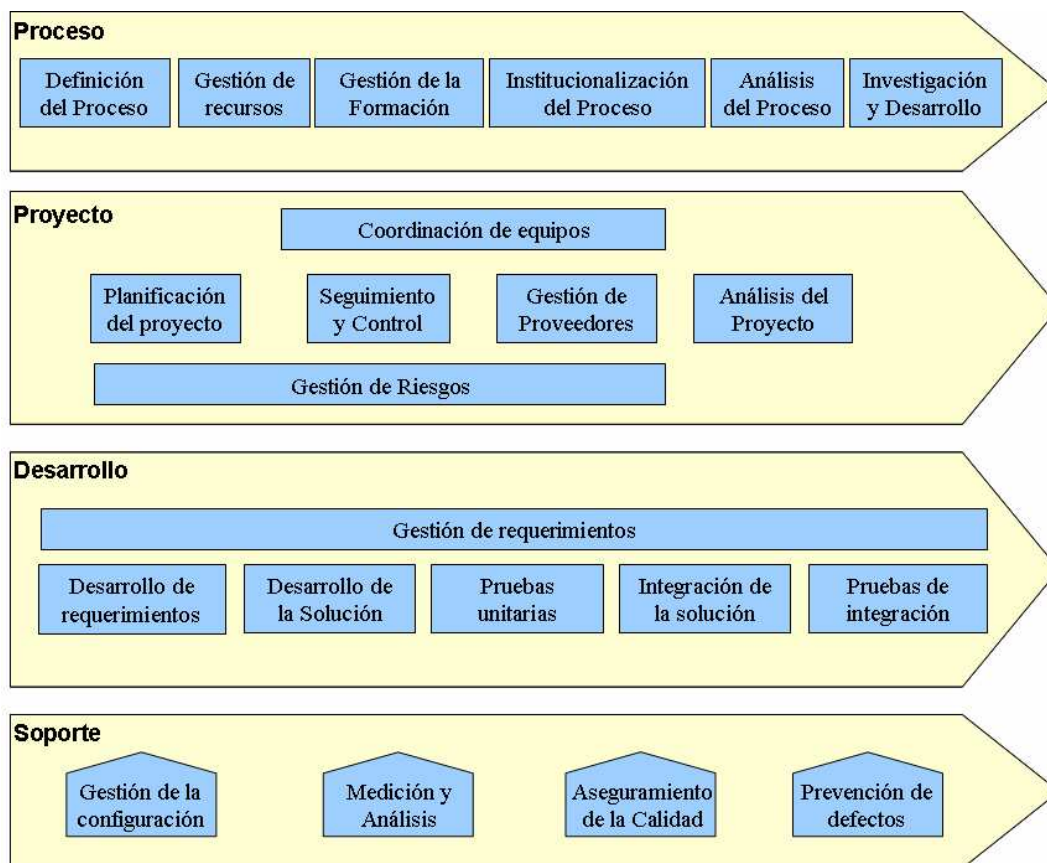 Proceso
Definición
del Proceso
Gestión de
recursos
Gestión de la
Formación
Institucionalización
del Proceso
Análisis
del Proceso
Investigación
y Desarrollo
Proyecto
Coordinación de equipos
Planificación
del proyecto
Seguimiento
y Control
Gestión de
Proveedores
Análisis del
Proyecto
Gestión de Riesgos
Desarrollo
Gestión de requerimientos
Desarrollo de
requerimientos
Desarrollo de
la Solución
Pruebas
unitarias
Integración de
la solución
Pruebas de
integración
Soporte
Gestión de la
configuración
Medición y
Análisis
Aseguramiento
de la Calidad
Prevención de
defectos